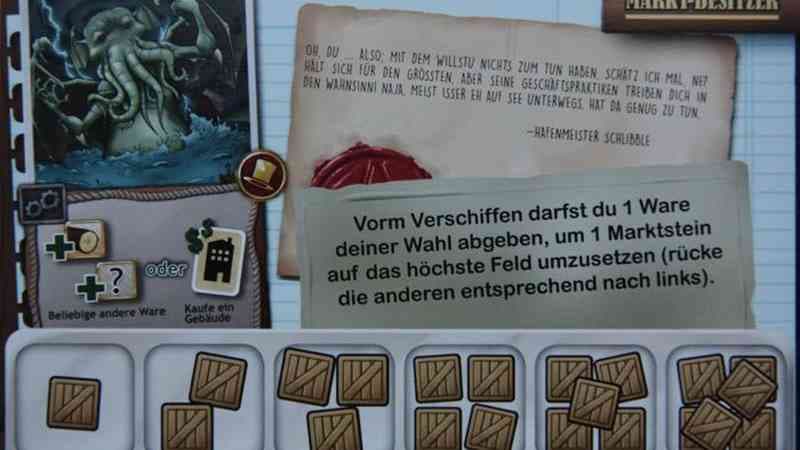 MARKT-BESITZER
OH, DU ... ALSO, MIT DEM WILLSTU NICHTS ZUM TUN HABEN, SCHÄTZ ICH MAL, NE?
HÄLT SICH FÜR DEN GRÖSSTEN, ABER SEINE GESCHÄFTSPRAKTIKEN TREIBEN DICH IN
DEN WAHNSINN! NAJA, MEIST ISSER EH AUF SEE UNTERWEGS. HAT DA GENUG ZU TUN.
-HAFENMEISTER SCHLIBBLE
Vorm Verschiffen darfst du 1 Ware
deiner Wahl abgeben, um 1 Marktstein
auf das höchste Feld umzusetzen (rücke
die anderen entsprechend nach links).
?
oder
Beliebige andere Ware
Kaufe ein
Gebäude